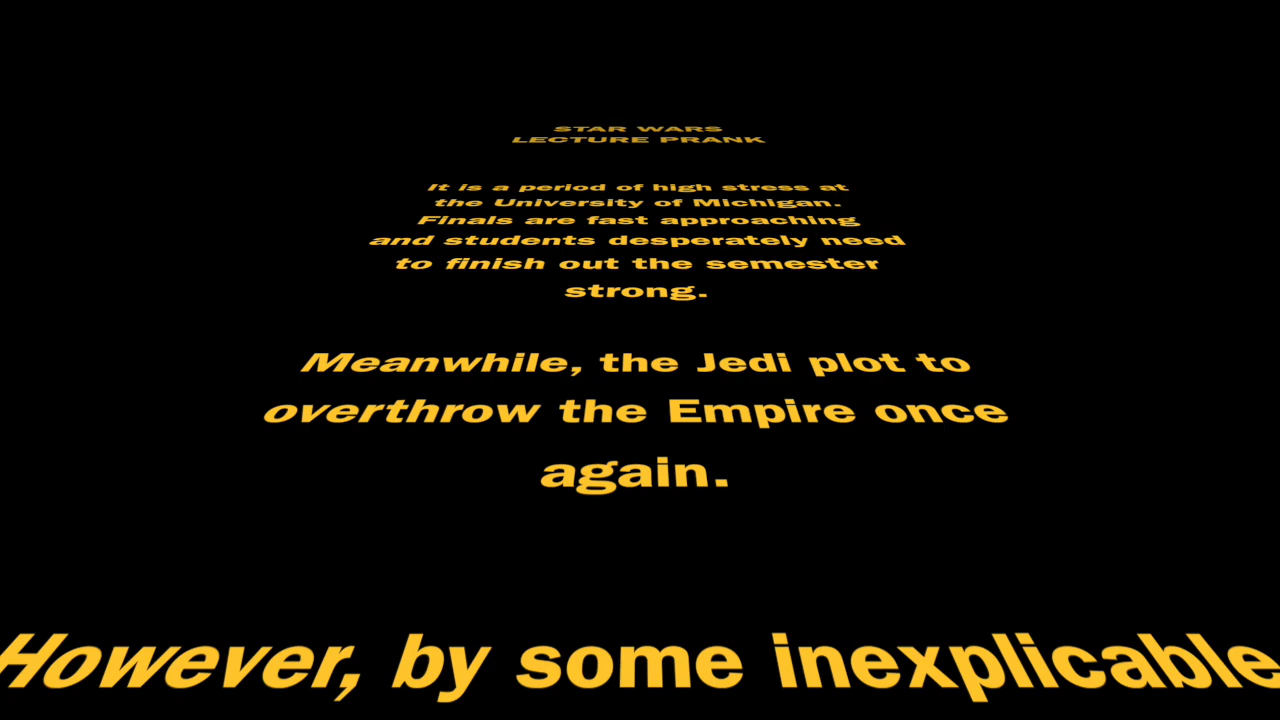 STAR WARS
LECTURE PRANK
It is a period of high stress at
the University of Michigan.
Finals are fast approaching
and students desperately need
to finish out the semester
strong.
Meanwhile, the Jedi plot to
overthrow the Empire once
again.
However, by some inexplicable